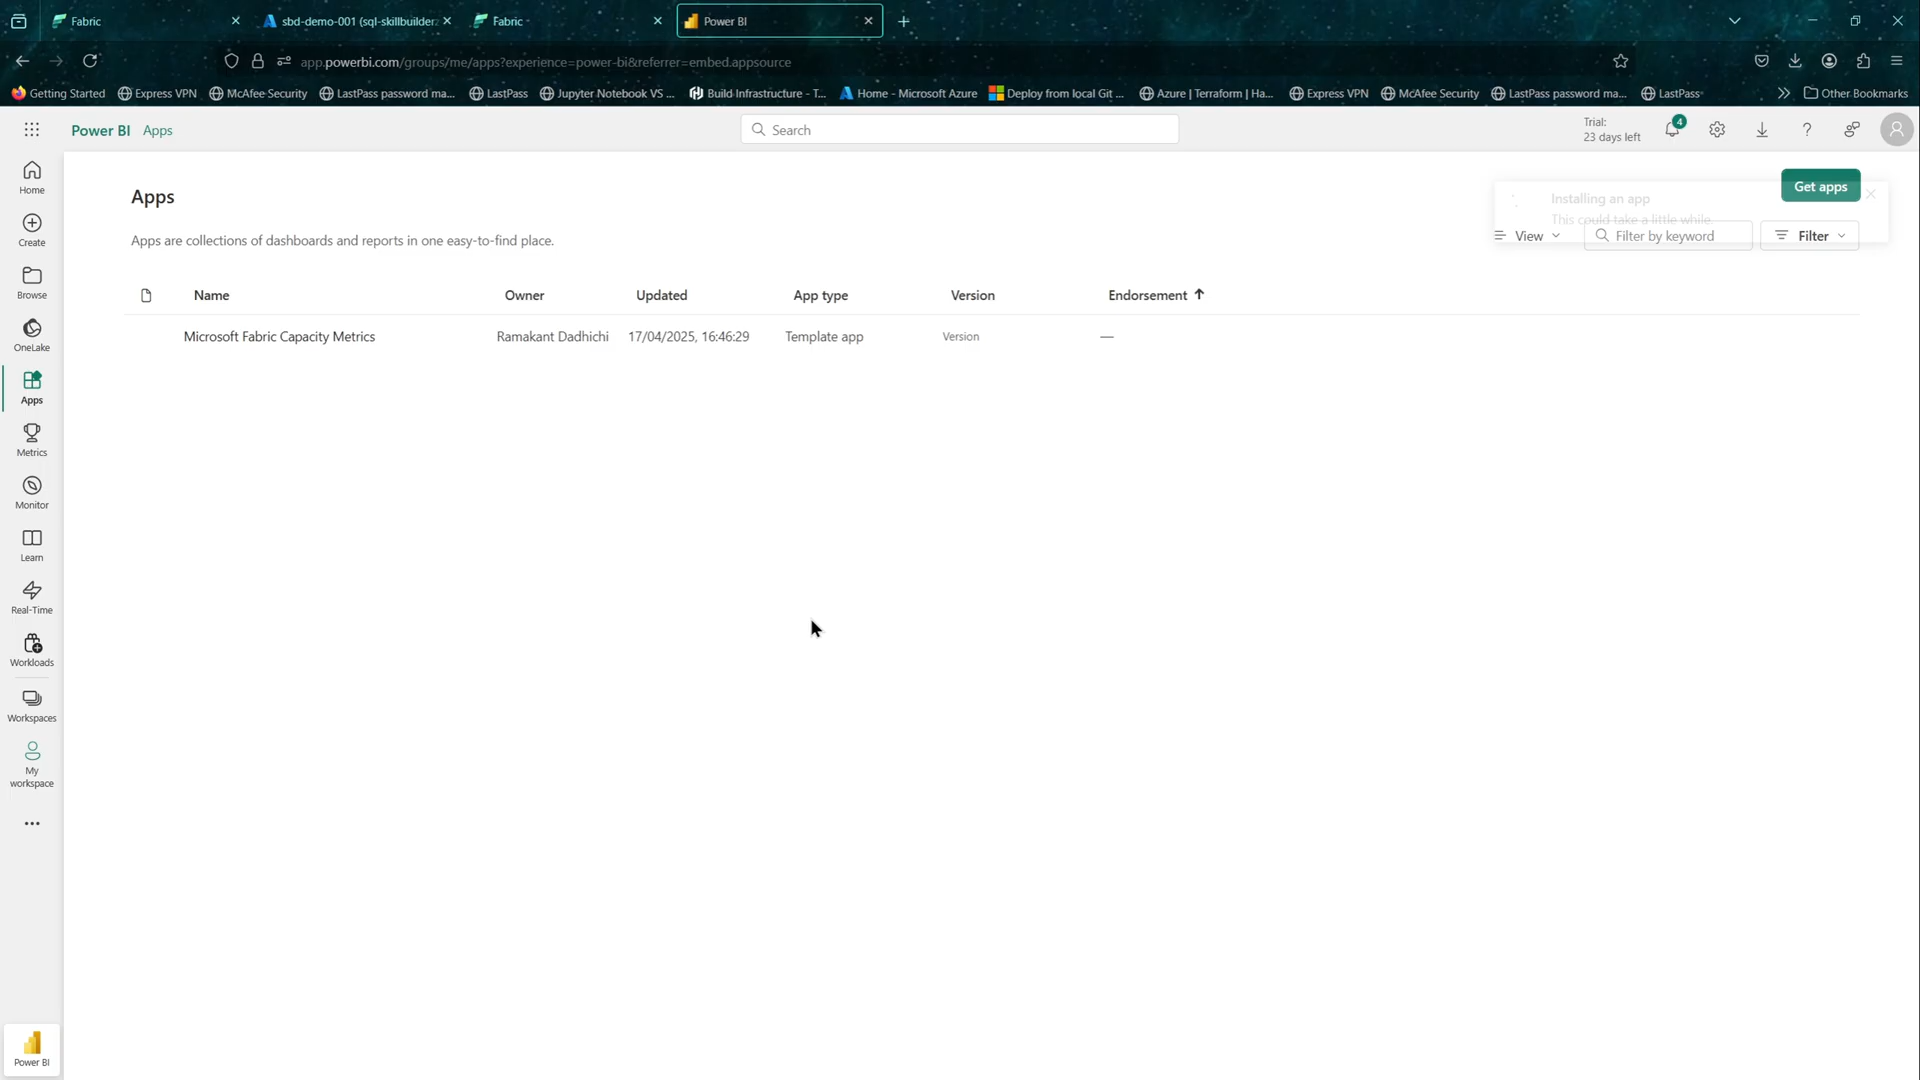 Fabric
sbd-demo-001 (sql-skillbuilder
Fabric
Power BI
app.powerbi.com/groups/me/apps?experience=power-bi&referrer=embed.appsource
Getting Started
Express VPN
McAfee Security
LastPass password ma...
LastPass
Jupyter Notebook VS ...
Build Infrastructure - T...
Home - Microsoft Azure
Deploy from local Git ...
Azure | Terraform | Ha...
Express VPN
McAfee Security
LastPass password ma...
LastPass
Other Bookmarks
Power BI Apps
Search
Trial:
23 days left
4
Home
Create
Browse
OneLake
Apps
Metrics
Monitor
Learn
Real-Time
Workloads
Workspaces
My
workspace
Power BI
Apps
Get apps
Installing an app
This could take a little while.
Apps are collections of dashboards and reports in one easy-to-find place.
View
Filter by keyword
Filter
Name Owner Updated App type Version Endorsement
Microsoft Fabric Capacity Metrics Ramakant Dadhichi 17/04/2025, 16:46:29 Template app Version —